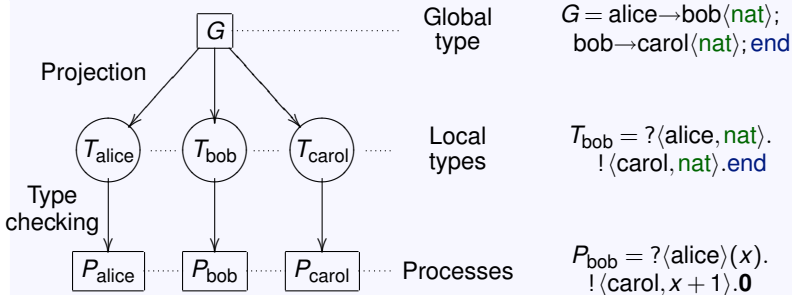 G
Global
type
G = alice→bob⟨nat⟩;
bob→carol⟨nat⟩; end
Projection
T_alice
T_bob
T_carol
Local
types
T_bob = ?⟨alice, nat⟩.
!⟨carol, nat⟩.end
Type
checking
P_alice
P_bob
P_carol
Processes
P_bob = ?⟨alice⟩(x).
!⟨carol, x + 1⟩.0